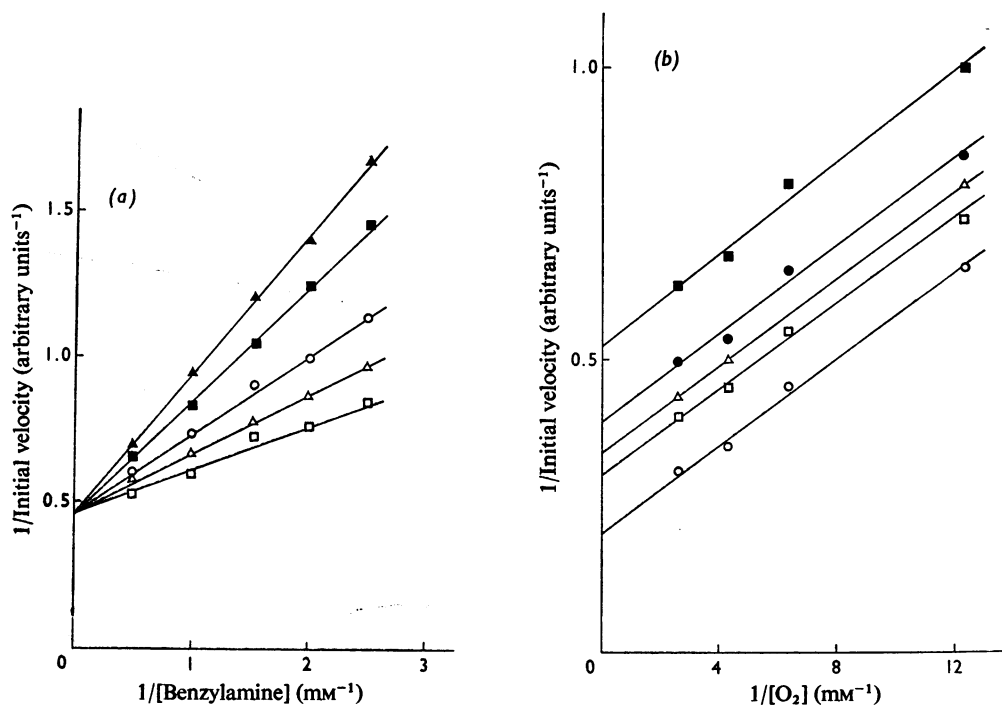 (a)
1/Initial velocity (arbitrary units⁻¹)
1.5
1.0
0.5
0
1
2
3
1/[Benzylamine] (mM⁻¹)
(b)
1/Initial velocity (arbitrary units⁻¹)
1.0
0.5
0
4
8
12
1/[O₂] (mM⁻¹)